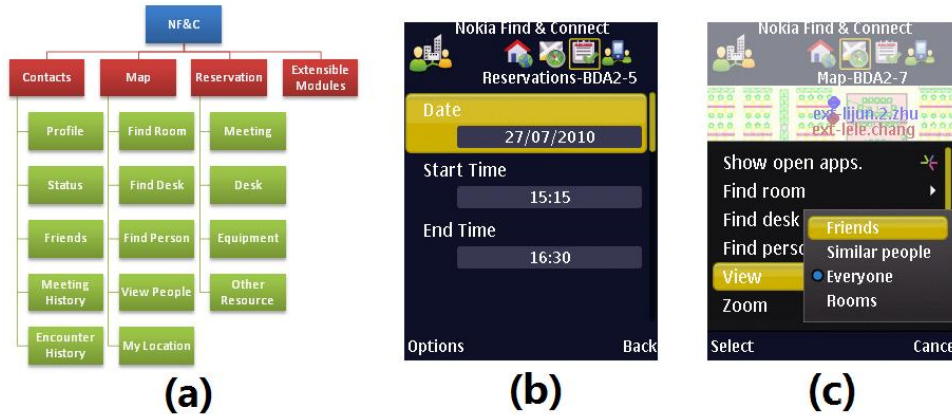 NF&C
Contacts
Map
Reservation
Extensible
Modules
Profile
Find Room
Meeting
Status
Find Desk
Desk
Friends
Find Person
Equipment
Meeting
History
View People
Other
Resource
Encounter
History
My Location
(a)
Nokia Find & Connect
Reservations-BDA2-5
Date
27/07/2010
Start Time
15:15
End Time
16:30
Options
Back
(b)
Nokia Find & Connect
Map-BDA2-7
ext-lijun.2.zhu
ext-lele.chang
Show open apps.
Find room
Find desk
Find perso
View
Zoom
Friends
Similar people
Everyone
Rooms
Select
Cance
(c)